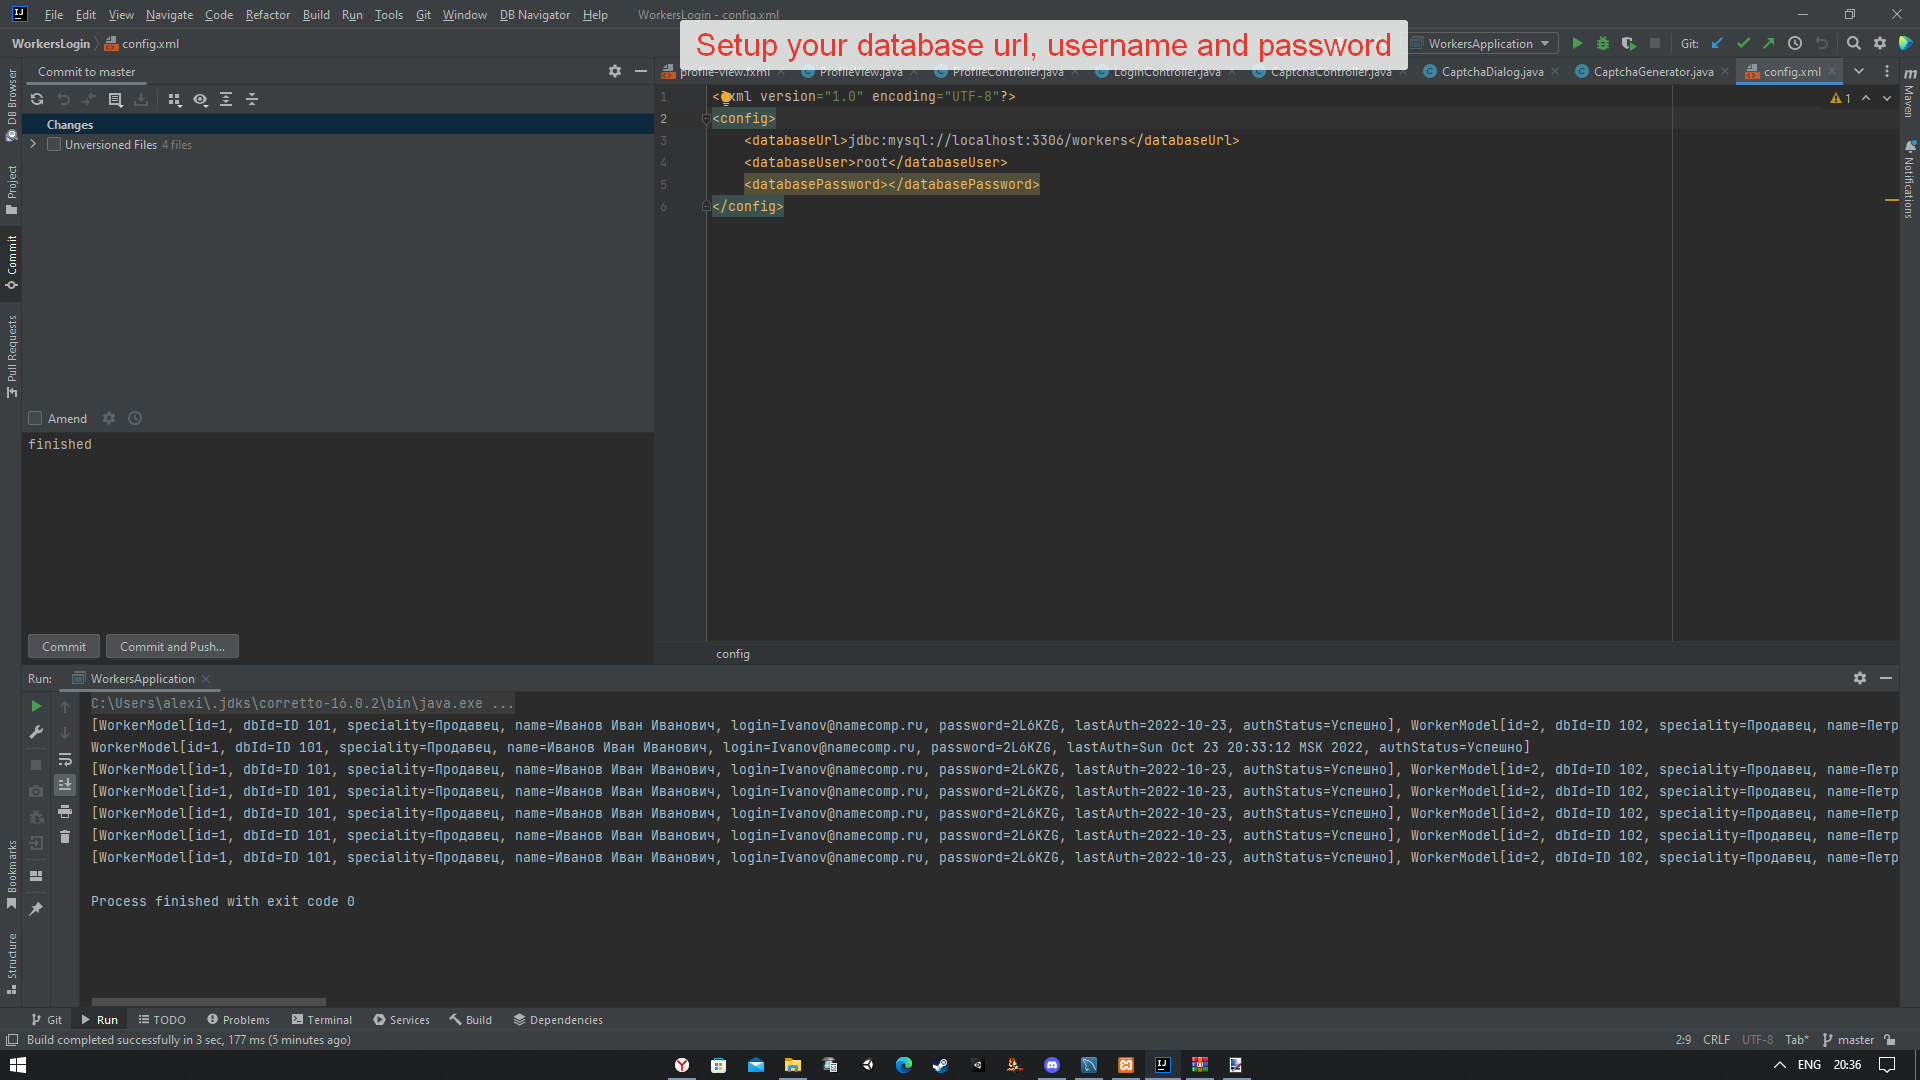 File Edit View Navigate Code Refactor Build Run Tools Git Window DB Navigator Help WorkersLogin - config.xml
Setup your database url, username and password
WorkersLogin config.xml WorkersApplication Git:
Commit to master
profile-view.fxml ProfileView.java ProfileController.java LoginController.java CaptchaController.java CaptchaDialog.java CaptchaGenerator.java config.xml
Changes
Unversioned Files 4 files
1 <?xml version="1.0" encoding="UTF-8"?> 1
2 <config>
3 <databaseUrl>jdbc:mysql://localhost:3306/workers</databaseUrl>
4 <databaseUser>root</databaseUser>
5 <databasePassword></databasePassword>
6 </config>
DB Browser
Project
Commit
Pull Requests
Maven
Notifications
Amend
finished
Commit Commit and Push...
config
Run: WorkersApplication
C:\Users\alexi\.jdks\corretto-16.0.2\bin\java.exe ...
[WorkerModel[id=1, dbId=ID 101, speciality=Продавец, name=Иванов Иван Иванович, login=Ivanov@namecomp.ru, password=2L6KZG, lastAuth=2022-10-23, authStatus=Успешно], WorkerModel[id=2, dbId=ID 102, speciality=Продавец, name=Петр
WorkerModel[id=1, dbId=ID 101, speciality=Продавец, name=Иванов Иван Иванович, login=Ivanov@namecomp.ru, password=2L6KZG, lastAuth=Sun Oct 23 20:33:12 MSK 2022, authStatus=Успешно]
[WorkerModel[id=1, dbId=ID 101, speciality=Продавец, name=Иванов Иван Иванович, login=Ivanov@namecomp.ru, password=2L6KZG, lastAuth=2022-10-23, authStatus=Успешно], WorkerModel[id=2, dbId=ID 102, speciality=Продавец, name=Петр
[WorkerModel[id=1, dbId=ID 101, speciality=Продавец, name=Иванов Иван Иванович, login=Ivanov@namecomp.ru, password=2L6KZG, lastAuth=2022-10-23, authStatus=Успешно], WorkerModel[id=2, dbId=ID 102, speciality=Продавец, name=Петр
[WorkerModel[id=1, dbId=ID 101, speciality=Продавец, name=Иванов Иван Иванович, login=Ivanov@namecomp.ru, password=2L6KZG, lastAuth=2022-10-23, authStatus=Успешно], WorkerModel[id=2, dbId=ID 102, speciality=Продавец, name=Петр
[WorkerModel[id=1, dbId=ID 101, speciality=Продавец, name=Иванов Иван Иванович, login=Ivanov@namecomp.ru, password=2L6KZG, lastAuth=2022-10-23, authStatus=Успешно], WorkerModel[id=2, dbId=ID 102, speciality=Продавец, name=Петр
[WorkerModel[id=1, dbId=ID 101, speciality=Продавец, name=Иванов Иван Иванович, login=Ivanov@namecomp.ru, password=2L6KZG, lastAuth=2022-10-23, authStatus=Успешно], WorkerModel[id=2, dbId=ID 102, speciality=Продавец, name=Петр
Process finished with exit code 0
Bookmarks
Structure
Git Run TODO Problems Terminal Services Build Dependencies
Build completed successfully in 3 sec, 177 ms (5 minutes ago) 2:9 CRLF UTF-8 Tab* master
ENG 20:36